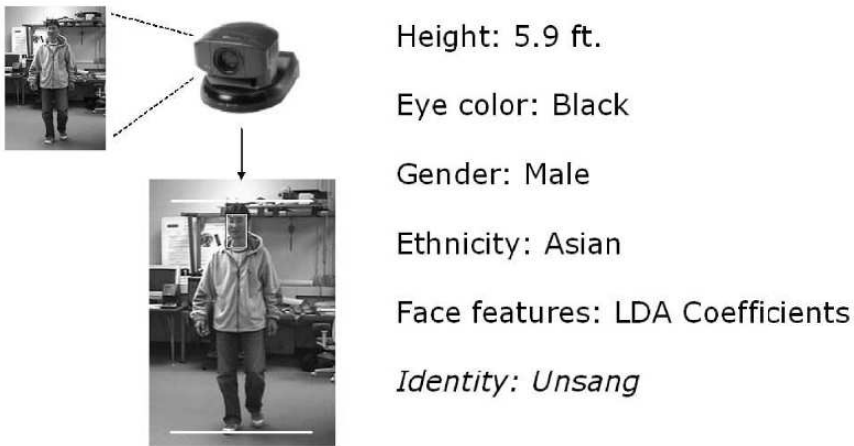 Height: 5.9 ft.
Eye color: Black
Gender: Male
Ethnicity: Asian
Face features: LDA Coefficients
Identity: Unsang